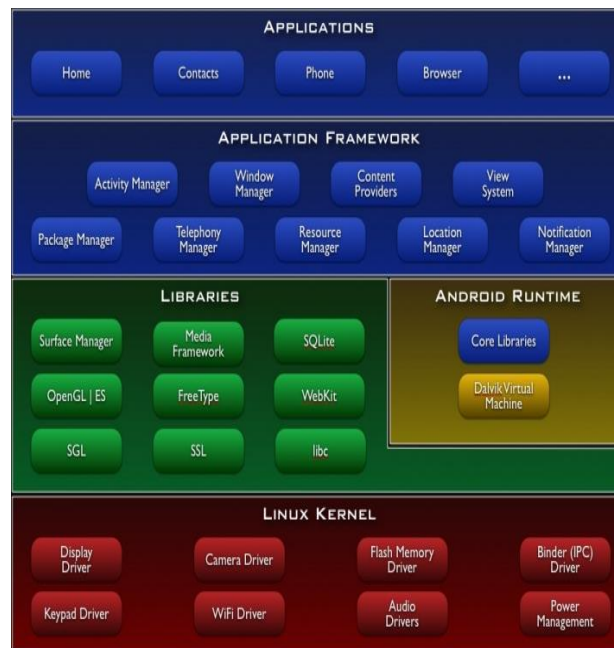 APPLICATIONS
Home
Contacts
Phone
Browser
...
APPLICATION FRAMEWORK
Activity Manager
Window
Manager
Content
Providers
View
System
Package Manager
Telephony
Manager
Resource
Manager
Location
Manager
Notification
Manager
LIBRARIES
Surface Manager
Media
Framework
SQLite
OpenGL | ES
FreeType
WebKit
SGL
SSL
libc
ANDROID RUNTIME
Core Libraries
Dalvik Virtual
Machine
LINUX KERNEL
Display
Driver
Camera Driver
Flash Memory
Driver
Binder (IPC)
Driver
Keypad Driver
WiFi Driver
Audio
Drivers
Power
Management